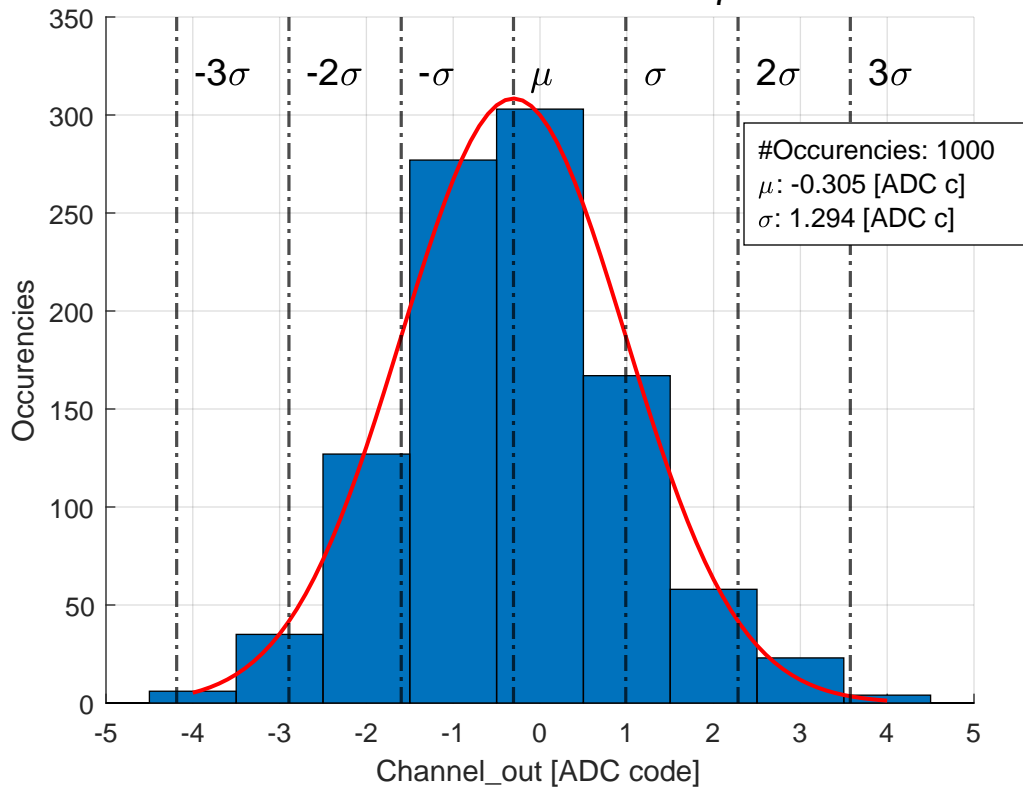 350
300
250
200
150
100
50
0
-3σ -2σ -σ μ σ 2σ 3σ
#Occurencies: 1000
μ: -0.305 [ADC c]
σ: 1.294 [ADC c]
Occurencies
-5 -4 -3 -2 -1 0 1 2 3 4 5
Channel_out [ADC code]